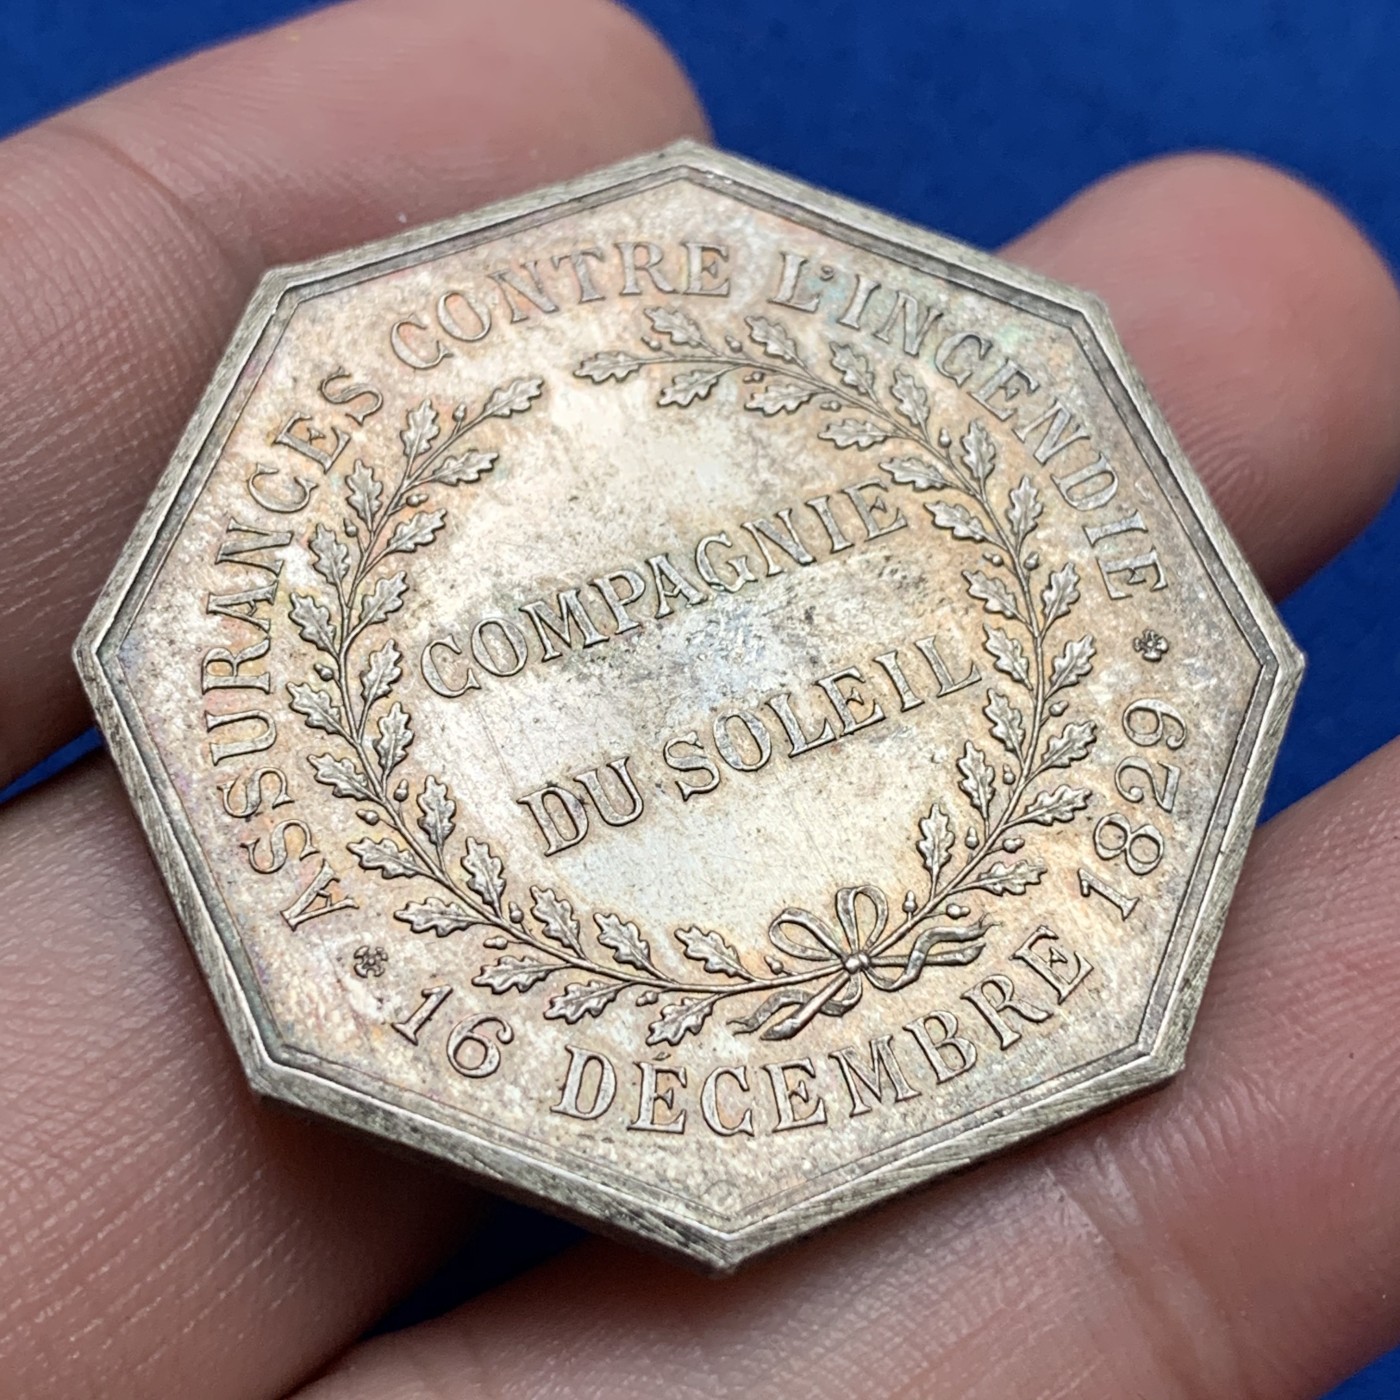 ASSURANCES CONTRE L'INCENDIE
COMPAGNIE
DU SOLEIL
16 DÉCEMBRE 1829